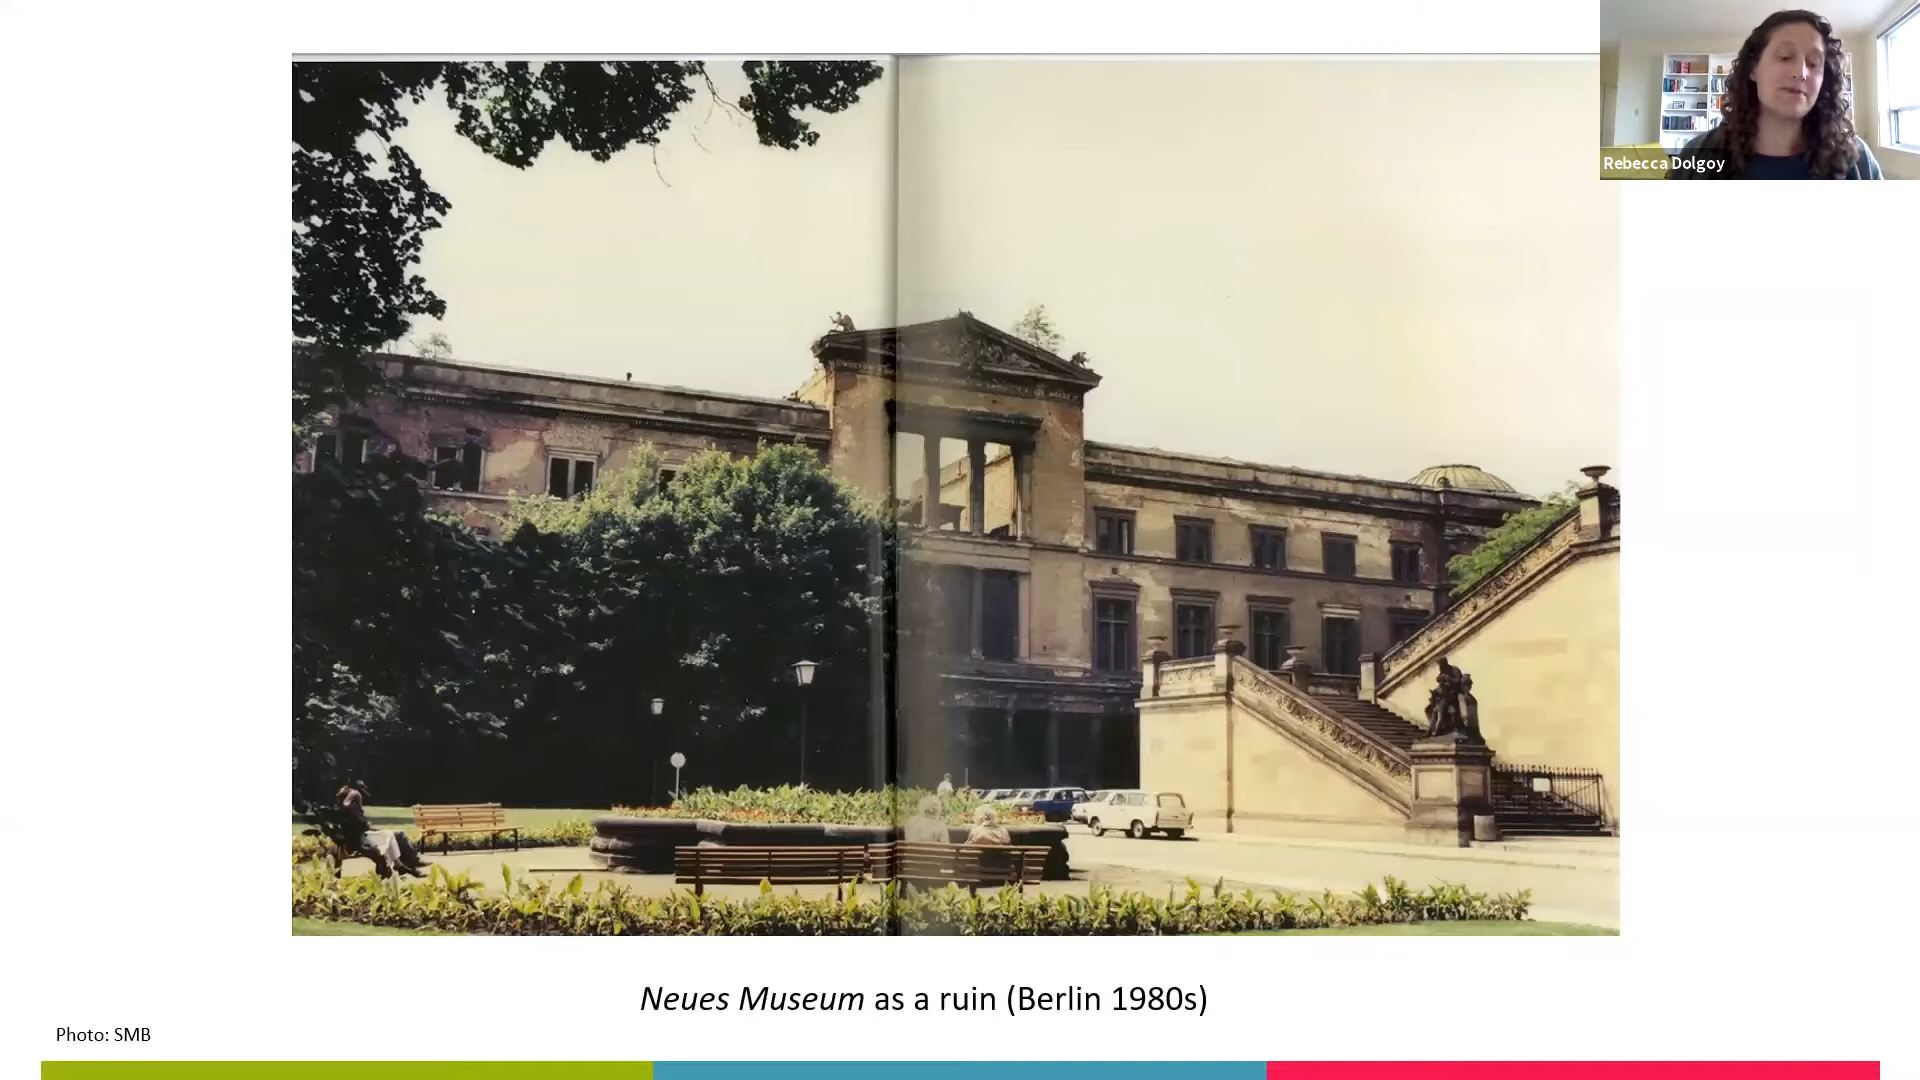 Rebecca Dolgoy
Neues Museum as a ruin (Berlin 1980s)
Photo: SMB